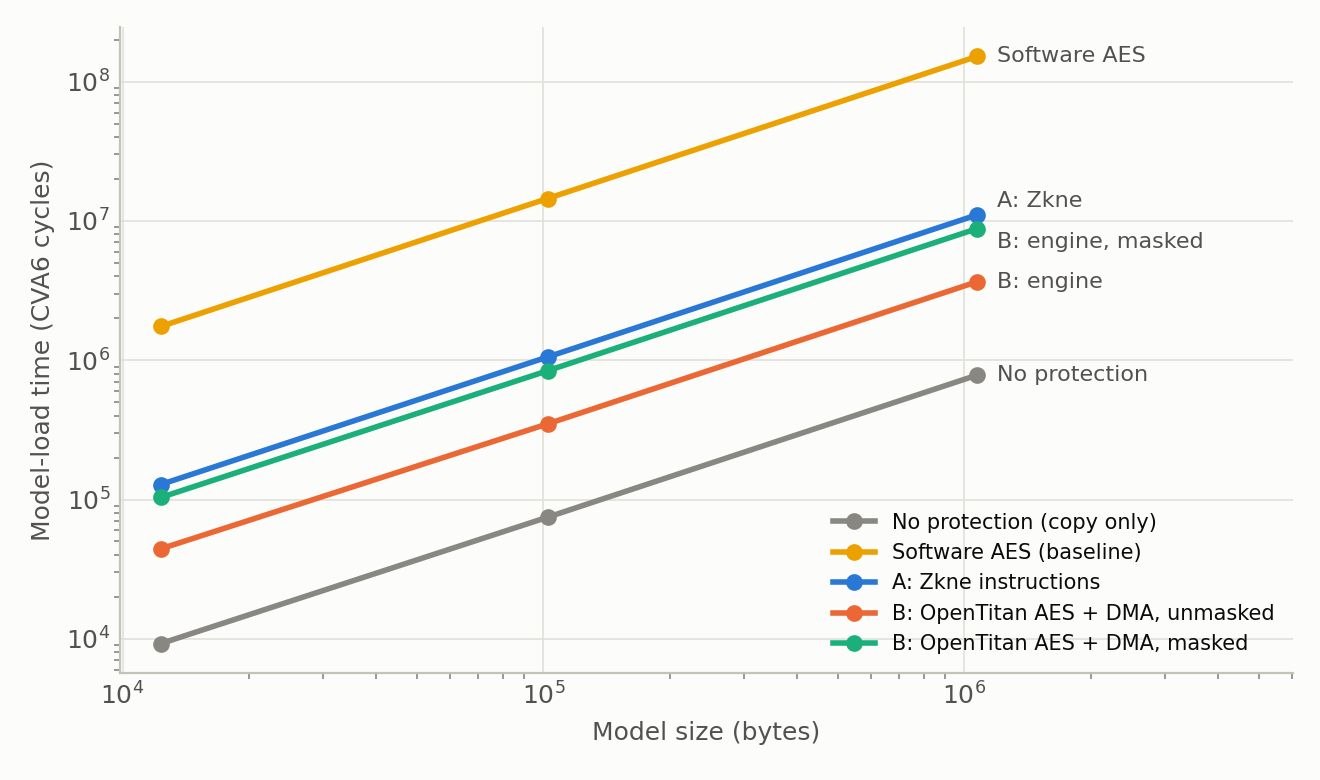 Model-load time (CVA6 cycles)
10⁸
10⁷
10⁶
10⁵
10⁴
Software AES
A: Zkne
B: engine, masked
B: engine
No protection
No protection (copy only)
Software AES (baseline)
A: Zkne instructions
B: OpenTitan AES + DMA, unmasked
B: OpenTitan AES + DMA, masked
10⁴ 10⁵ 10⁶
Model size (bytes)